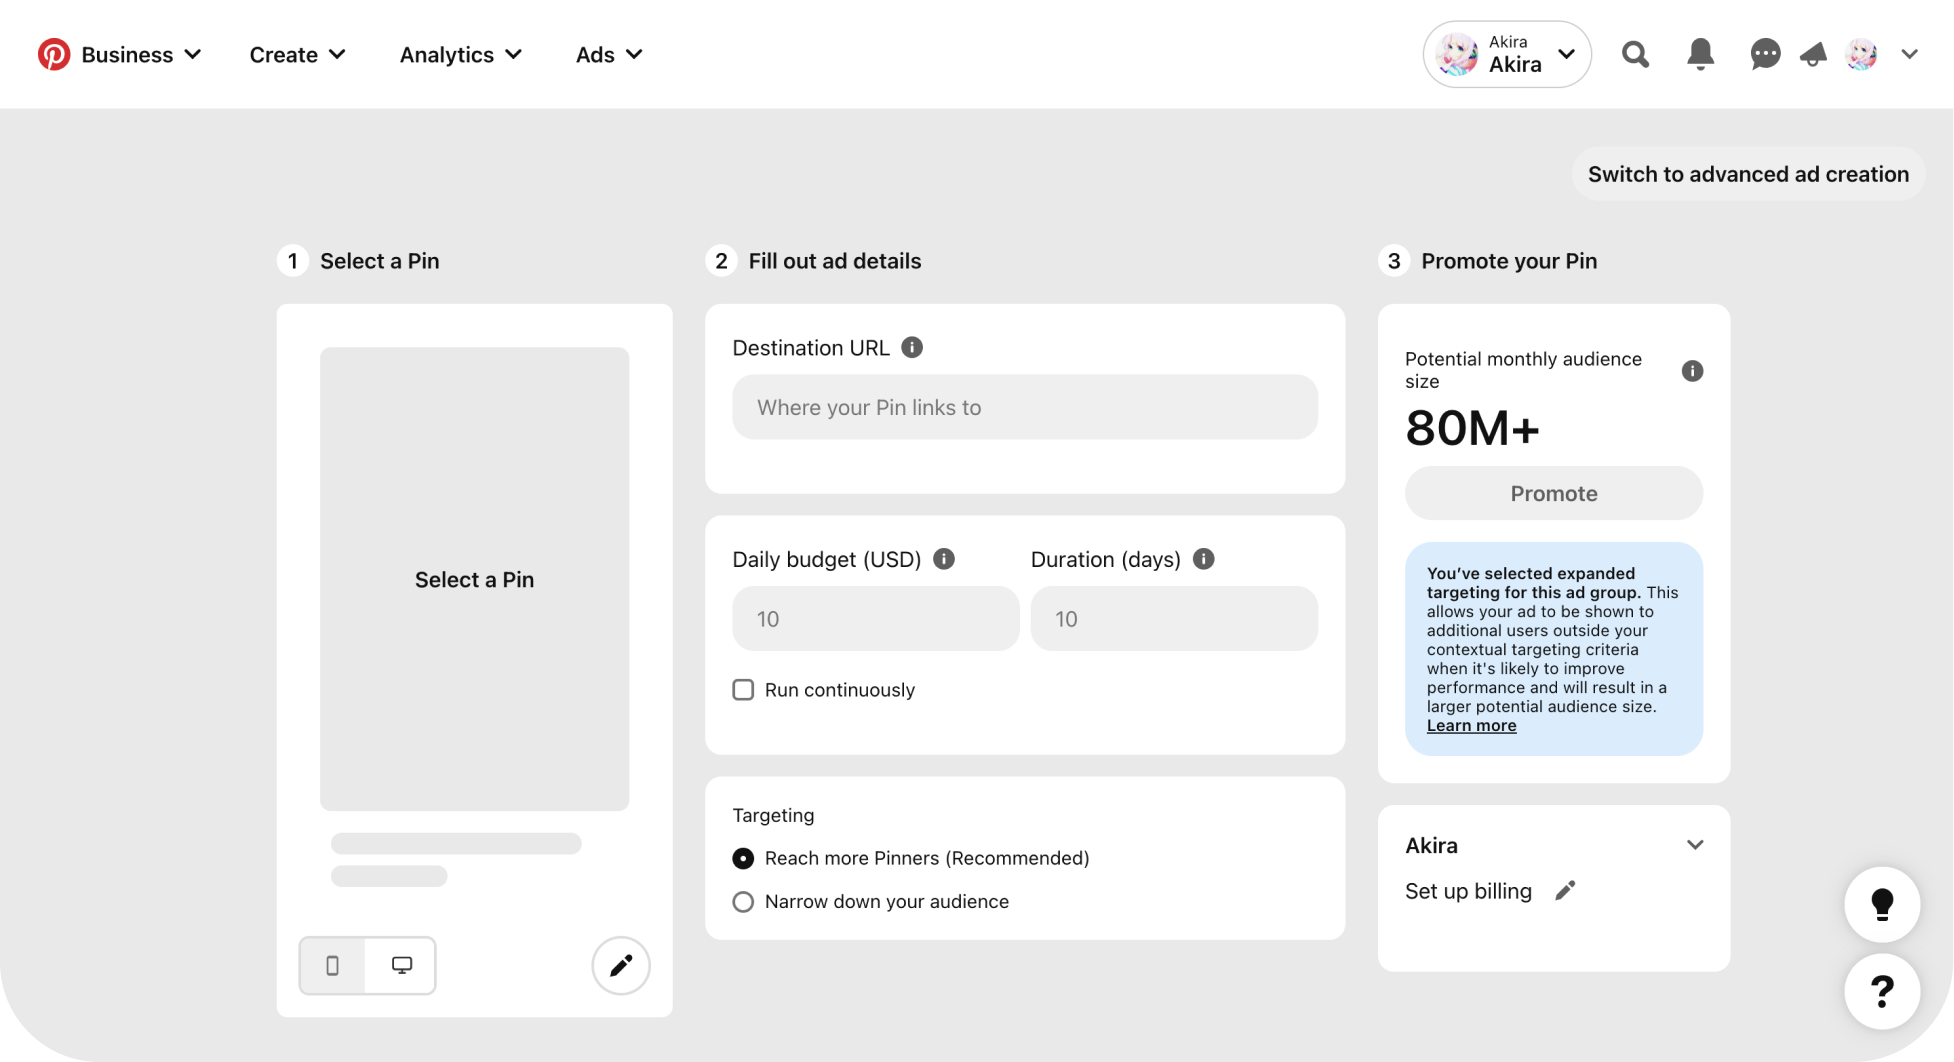 Business
Create
Analytics
Ads
Akira
Akira
Switch to advanced ad creation
1 Select a Pin
Select a Pin
2 Fill out ad details
Destination URL
Where your Pin links to
Daily budget (USD)
Duration (days)
10
10
Run continuously
Targeting
Reach more Pinners (Recommended)
Narrow down your audience
3 Promote your Pin
Potential monthly audience
size
80M+
Promote
You’ve selected expanded
targeting for this ad group. This
allows your ad to be shown to
additional users outside your
contextual targeting criteria
when it's likely to improve
performance and will result in a
larger potential audience size.
Learn more
Akira
Set up billing
?